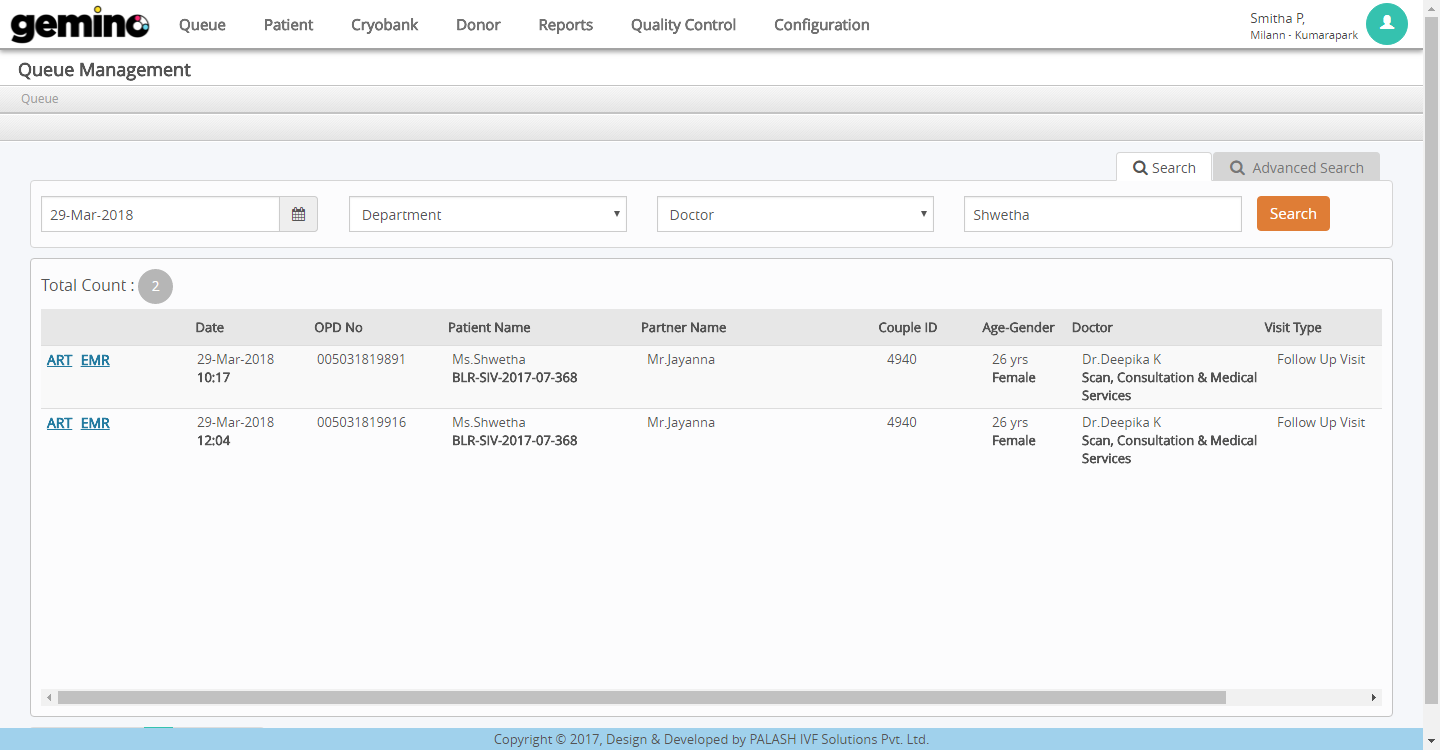 gemino Queue Patient Cryobank Donor Reports Quality Control Configuration Smitha P,
Milann - Kumarapark
Queue Management
Queue
Search Advanced Search
29-Mar-2018 Department Doctor Shwetha Search
Total Count : 2
Date OPD No Patient Name Partner Name Couple ID Age-Gender Doctor Visit Type
ART EMR 29-Mar-2018 005031819891 Ms.Shwetha Mr.Jayanna 4940 26 yrs Dr.Deepika K Follow Up Visit
10:17 BLR-SIV-2017-07-368 Female Scan, Consultation & Medical
Services
ART EMR 29-Mar-2018 005031819916 Ms.Shwetha Mr.Jayanna 4940 26 yrs Dr.Deepika K Follow Up Visit
12:04 BLR-SIV-2017-07-368 Female Scan, Consultation & Medical
Services
Copyright © 2017, Design & Developed by PALASH IVF Solutions Pvt. Ltd.